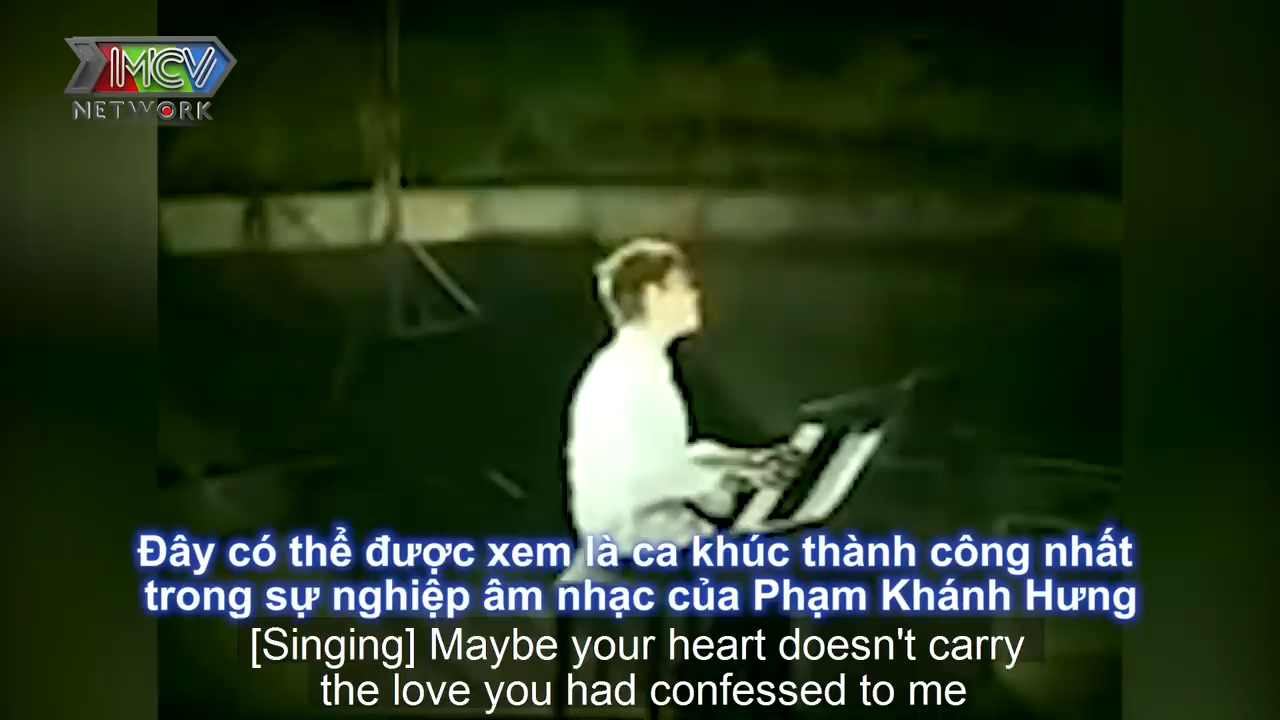 MCV
NETWORK
Đây có thể được xem là ca khúc thành công nhất
trong sự nghiệp âm nhạc của Phạm Khánh Hưng
[Singing] Maybe your heart doesn't carry
the love you had confessed to me